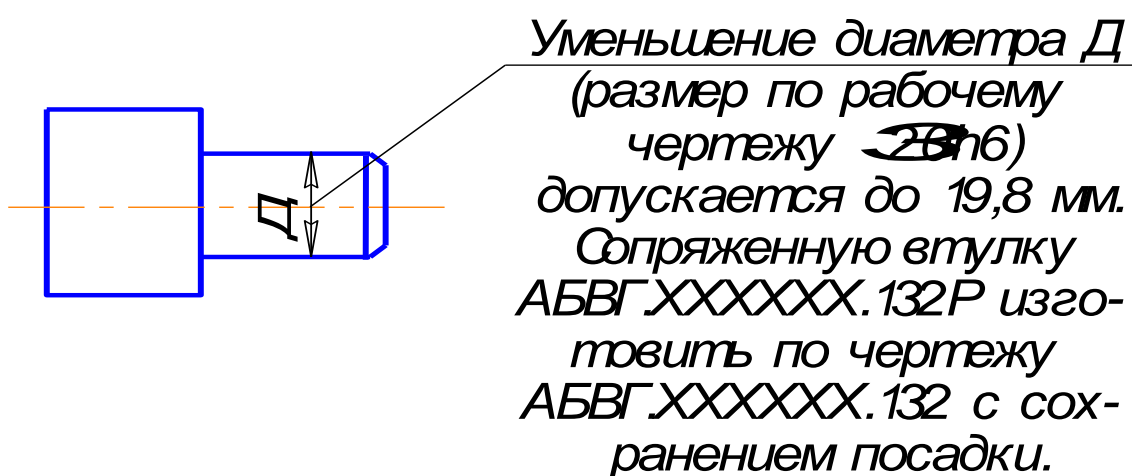 Уменьшение диаметра Д
(размер по рабочему
чертежу
допускается до 19,8 мм.
Сопряженную втулку
АБВГ.XXXXXX.132Р изго-
товить по чертежу
АБВГ.XXXXXX.132 с сох-
ранением посадки.
Д